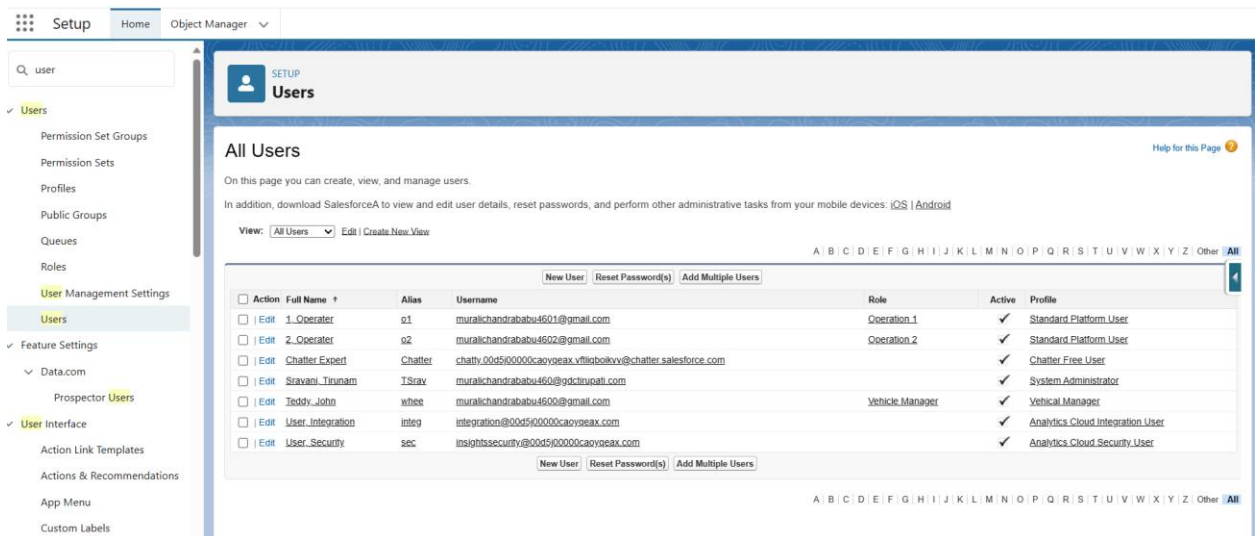 Setup Home Object Manager
user
Users
Permission Set Groups
Permission Sets
Profiles
Public Groups
Queues
Roles
User Management Settings
Users
Feature Settings
Data.com
Prospector Users
User Interface
Action Link Templates
Actions & Recommendations
App Menu
Custom Labels
SETUP
Users
All Users
Help for this Page
On this page you can create, view, and manage users.
In addition, download SalesforceA to view and edit user details, reset passwords, and perform other administrative tasks from your mobile devices: iOS | Android
View: All Users Edit | Create New View
A | B | C | D | E | F | G | H | I | J | K | L | M | N | O | P | Q | R | S | T | U | V | W | X | Y | Z | Other All
New User Reset Password(s) Add Multiple Users
Action Full Name ↑ Alias Username Role Active Profile
| Edit 1, Operater o1 muralichandrababu4601@gmail.com Operation 1 ✓ Standard Platform User
| Edit 2, Operater o2 muralichandrababu4602@gmail.com Operation 2 ✓ Standard Platform User
| Edit Chatter Expert Chatter ✓ Chatter Free User
| Edit Sravani, Tirunam TSrav muralichandrababu460@gdctirupati.com ✓ System Administrator
| Edit Teddy, John whee muralichandrababu4600@gmail.com Vehicle Manager ✓ Vehical Manager
| Edit User, Integration integ integration@00d5j00000caoyqeax.com ✓ Analytics Cloud Integration User
| Edit User, Security sec insightssecurity@00d5j00000caoyqeax.com ✓ Analytics Cloud Security User
New User Reset Password(s) Add Multiple Users
A | B | C | D | E | F | G | H | I | J | K | L | M | N | O | P | Q | R | S | T | U | V | W | X | Y | Z | Other All